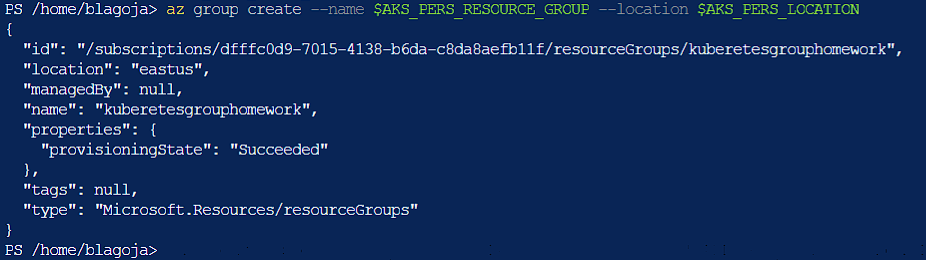 PS /home/blagoja> az group create --name $AKS_PERS_RESOURCE_GROUP --location $AKS_PERS_LOCATION
{
  "id": "/subscriptions/dfffc0d9-7015-4138-b6da-c8da8aefb11f/resourceGroups/kuberetesgrouphomework",
  "location": "eastus",
  "managedBy": null,
  "name": "kuberetesgrouphomework",
  "properties": {
    "provisioningState": "Succeeded"
  },
  "tags": null,
  "type": "Microsoft.Resources/resourceGroups"
}
PS /home/blagoja>